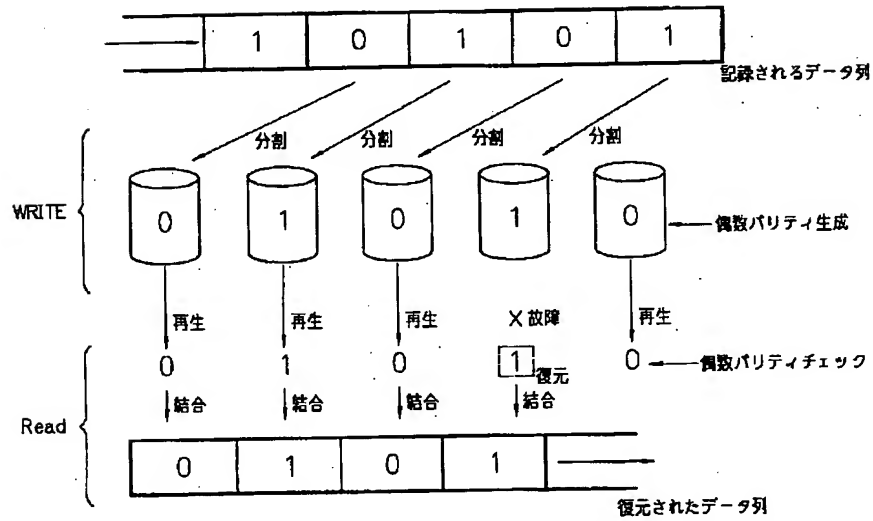 1 0 1 0 1
記録されるデータ列
分割 分割 分割 分割
WRITE
0 1 0 1 0
偶数パリティ生成
再生 再生 再生 ×故障 再生
0 1 0 1 復元 0
偶数パリティチェック
結合 結合 結合 結合
Read
0 1 0 1
復元されたデータ列